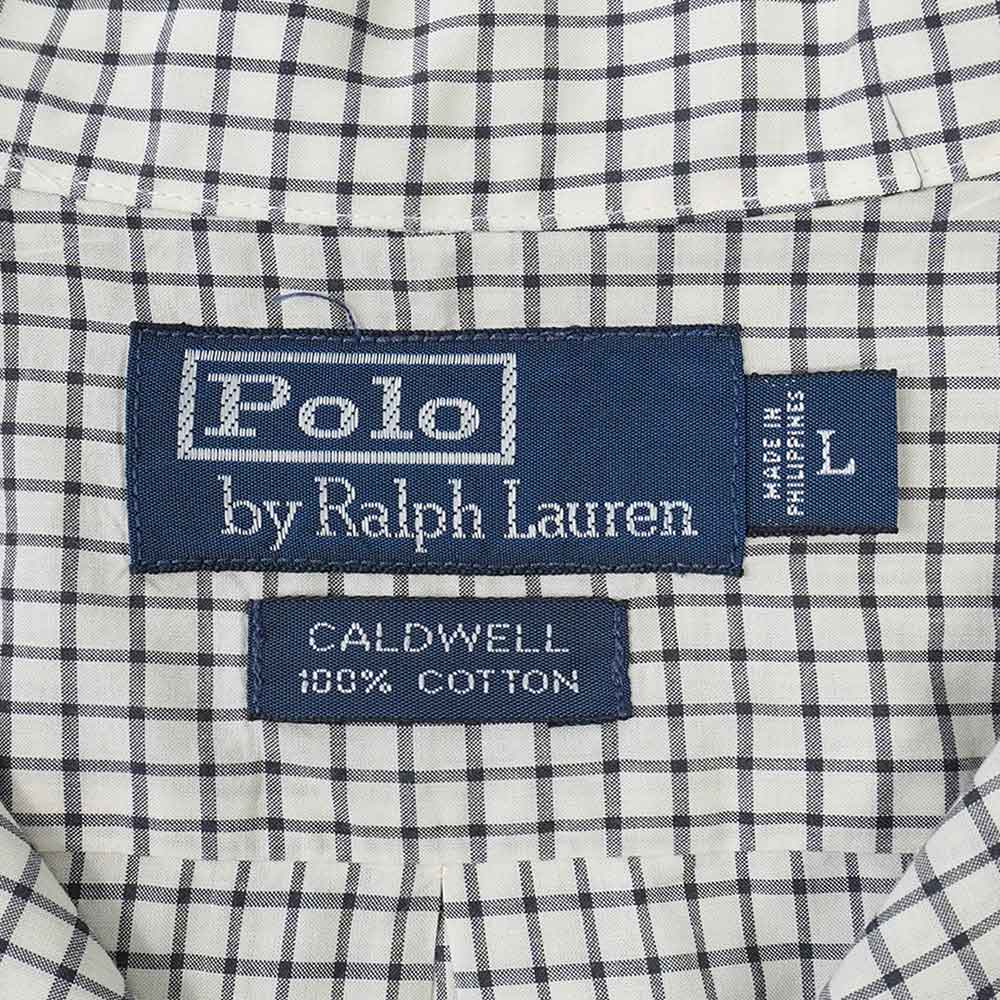 Polo
by Ralph Lauren
MADE IN
PHILIPPINES
L
CALDWELL
100% COTTON